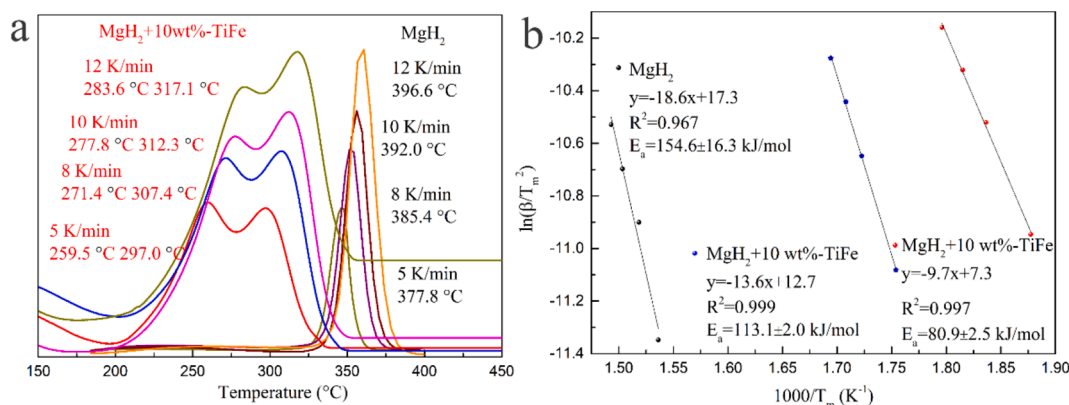 a
MgH₂+10wt%-TiFe
12 K/min
283.6 °C 317.1 °C
10 K/min
277.8 °C 312.3 °C
8 K/min
271.4 °C 307.4 °C
5 K/min
259.5 °C 297.0 °C
MgH₂
12 K/min
396.6 °C
10 K/min
392.0 °C
8 K/min
385.4 °C
5 K/min
377.8 °C
150 200 250 300 350 400 450
Temperature (°C)
b
ln(β/Tₘ²)
-10.2
-10.4
-10.6
-10.8
-11.0
-11.2
-11.4
MgH₂
y=-18.6x+17.3
R²=0.967
Eₐ=154.6±16.3 kJ/mol
MgH₂+10 wt%-TiFe
y=-13.6x+12.7
R²=0.999
Eₐ=113.1±2.0 kJ/mol
MgH₂+10 wt%-TiFe
y=-9.7x+7.3
R²=0.997
Eₐ=80.9±2.5 kJ/mol
1.50 1.55 1.60 1.65 1.70 1.75 1.80 1.85 1.90
1000/Tₘ (K⁻¹)